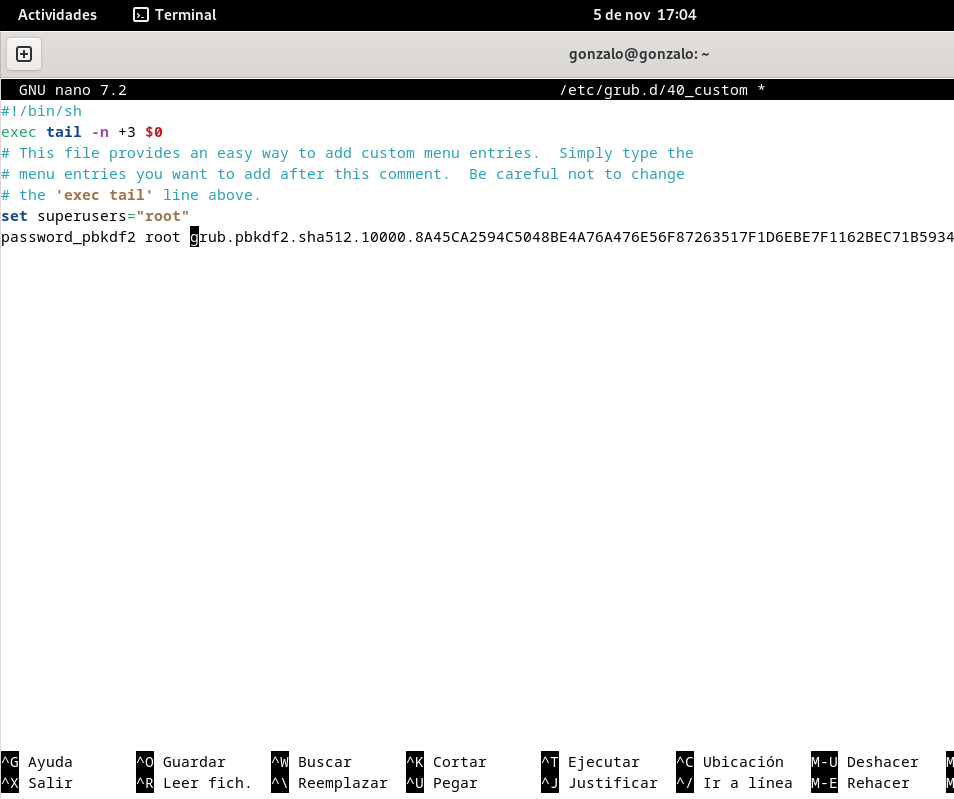 Actividades Terminal 5 de nov 17:04
gonzalo@gonzalo: ~
GNU nano 7.2 /etc/grub.d/40_custom *
#!/bin/sh
exec tail -n +3 $0
# This file provides an easy way to add custom menu entries.  Simply type the
# menu entries you want to add after this comment.  Be careful not to change
# the 'exec tail' line above.
set superusers="root"
password_pbkdf2 root grub.pbkdf2.sha512.10000.8A45CA2594C5048BE4A76A476E56F87263517F1D6EBE7F1162BEC71B5934
^G Ayuda ^O Guardar ^W Buscar ^K Cortar ^T Ejecutar ^C Ubicación M-U Deshacer M
^X Salir ^R Leer fich. ^\ Reemplazar ^U Pegar ^J Justificar ^/ Ir a línea M-E Rehacer M